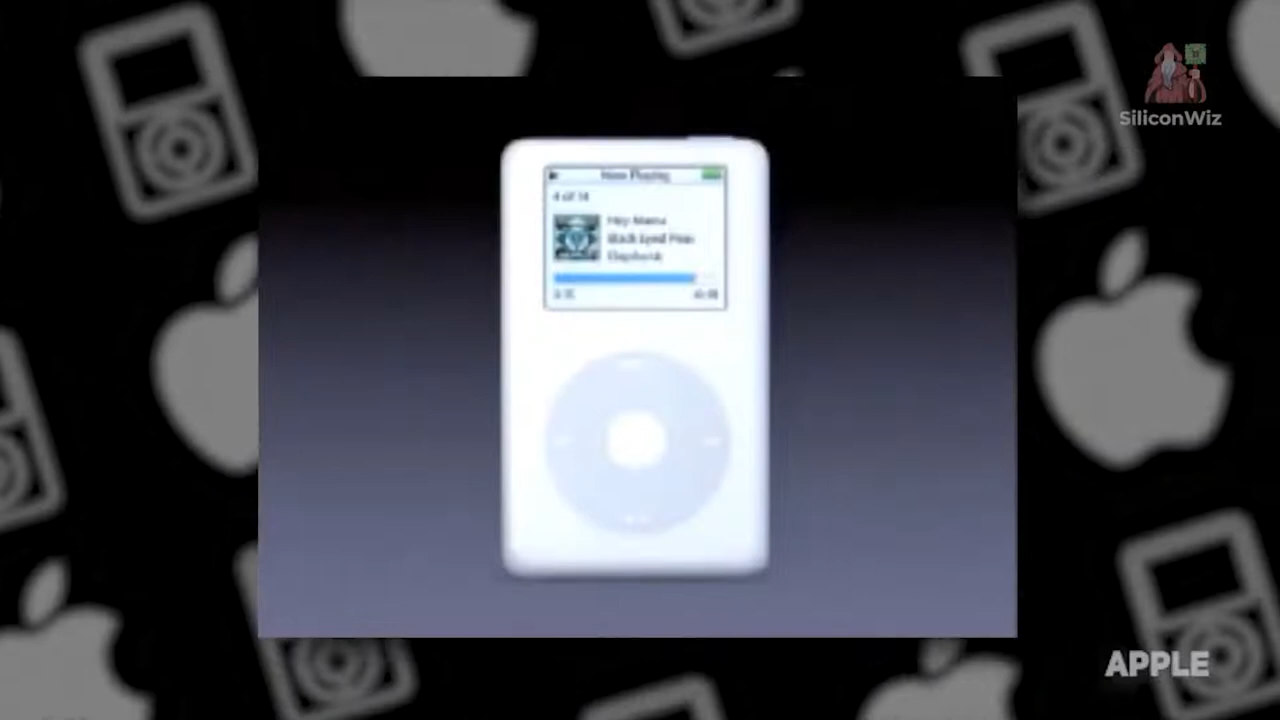 SiliconWiz
Now Playing
4 of 14
Hey Mama
Black Eyed Peas
Elephunk
APPLE